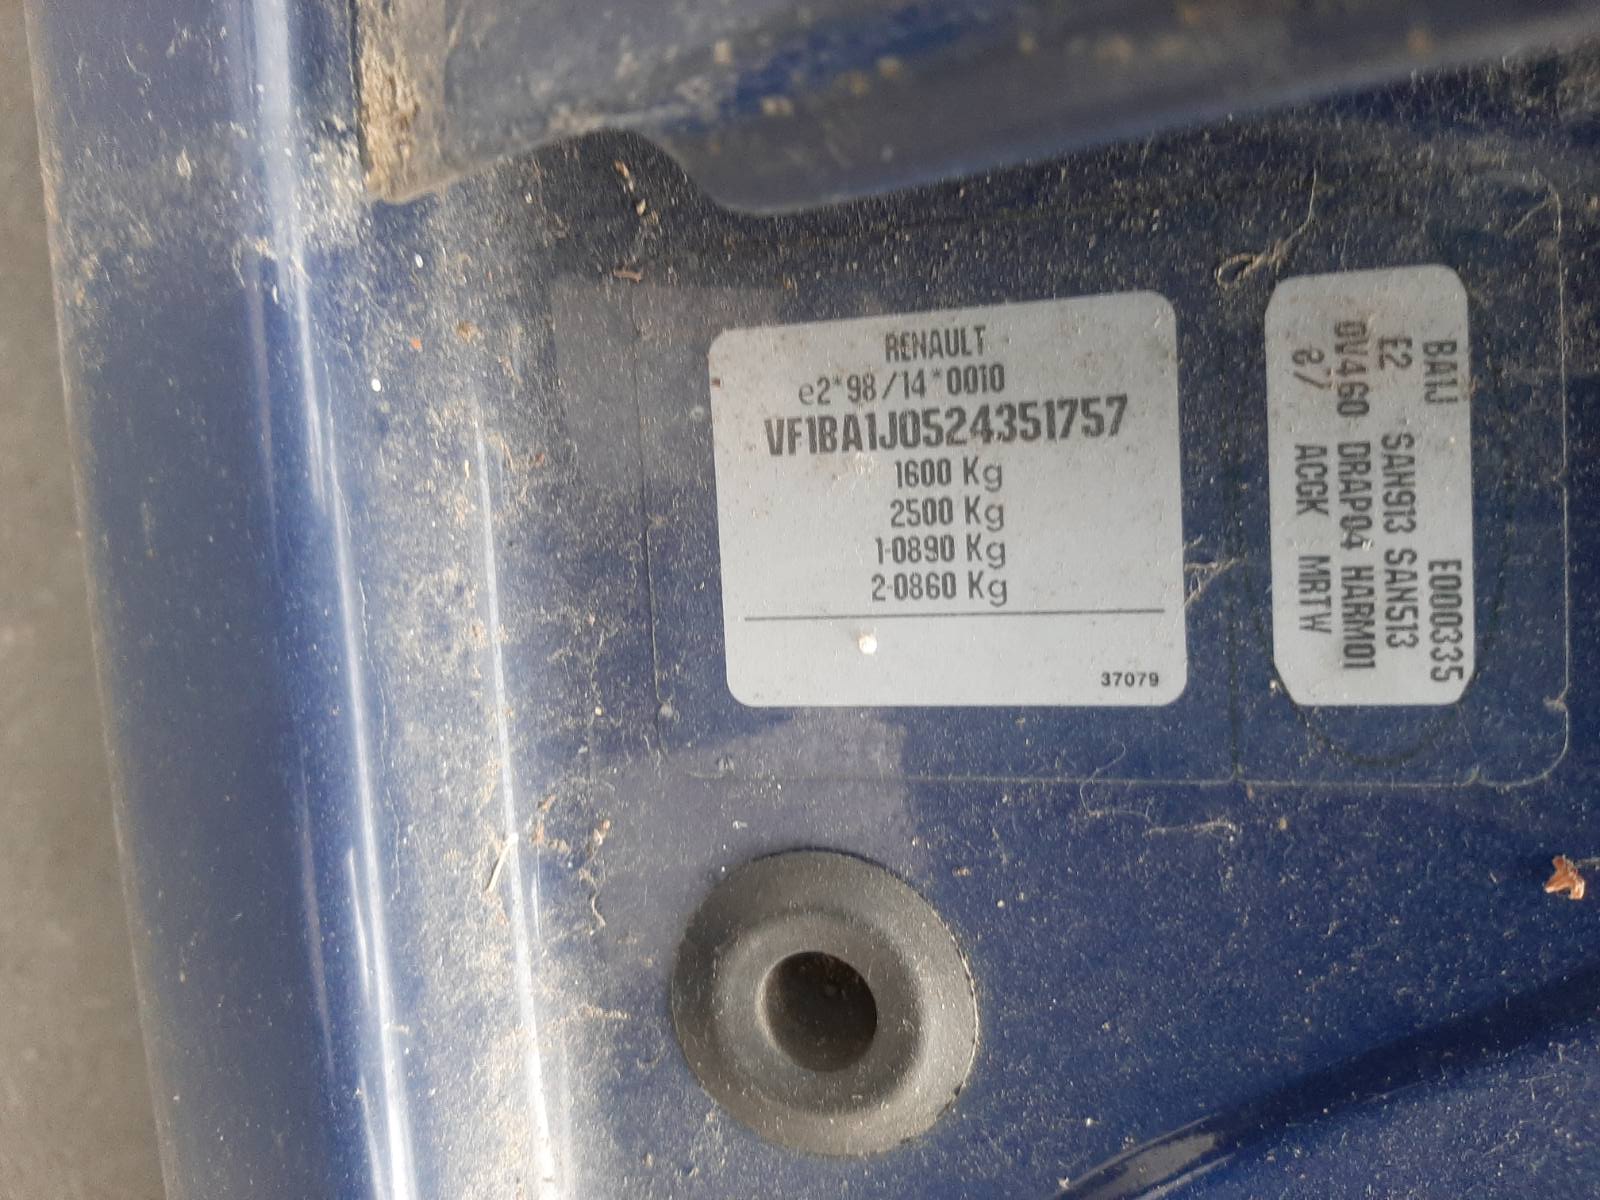 RENAULT
e2*98/14*0010
VF1BA1J0524351757
1600 Kg
2500 Kg
1-0890 Kg
2-0860 Kg
37079
BA1J E000335
E2 SAH913 SAN513
OV460 DRAP04 HARM01
ACGK MRTW